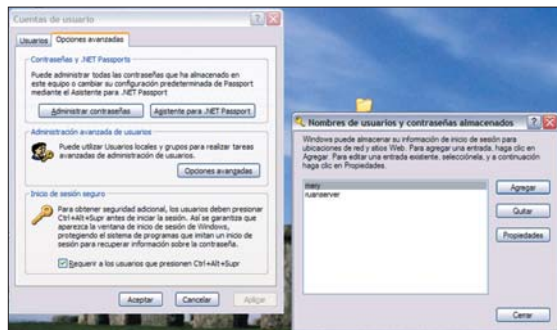 Cuentas de usuario
Usuarios Opciones avanzadas
Contraseñas y .NET Passports
Puede administrar todas las contraseñas que ha almacenado en
este equipo o cambiar su configuración predeterminada de Passport
mediante el Asistente para .NET Passport
Administrar contraseñas Asistente para .NET Passport
Administración avanzada de usuarios
Puede utilizar Usuarios locales y grupos para realizar tareas
avanzadas de administración de usuarios.
Opciones avanzadas
Inicio de sesión seguro
Para obtener seguridad adicional, los usuarios deben presionar
Ctrl+Alt+Supr antes de iniciar la sesión. Así se garantiza que
aparezca la ventana de inicio de sesión de Windows,
protegiendo el sistema de programas que imitan un inicio de
sesión para recuperar información sobre la contraseña.
Requerir a los usuarios que presionen Ctrl+Alt+Supr
Aceptar Cancelar Aplicar
Nombres de usuarios y contraseñas almacenados
Windows puede almacenar su información de inicio de sesión para
ubicaciones de red y sitios Web. Para agregar una entrada, haga clic en
Agregar. Para editar una entrada existente, selecciónela, y a continuación
haga clic en Propiedades.
mery
ruanserver
Agregar
Quitar
Propiedades
Cerrar